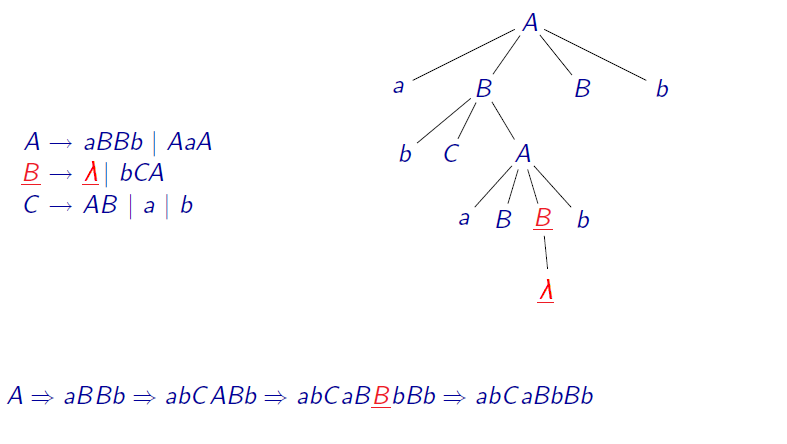 A
a B B b
b C A
A → aBBb | AaA
B → λ | bCA
C → AB | a | b
a B B b
λ
A ⇒ aBBb ⇒ abCABb ⇒ abCaBBbBb ⇒ abCaBbBb